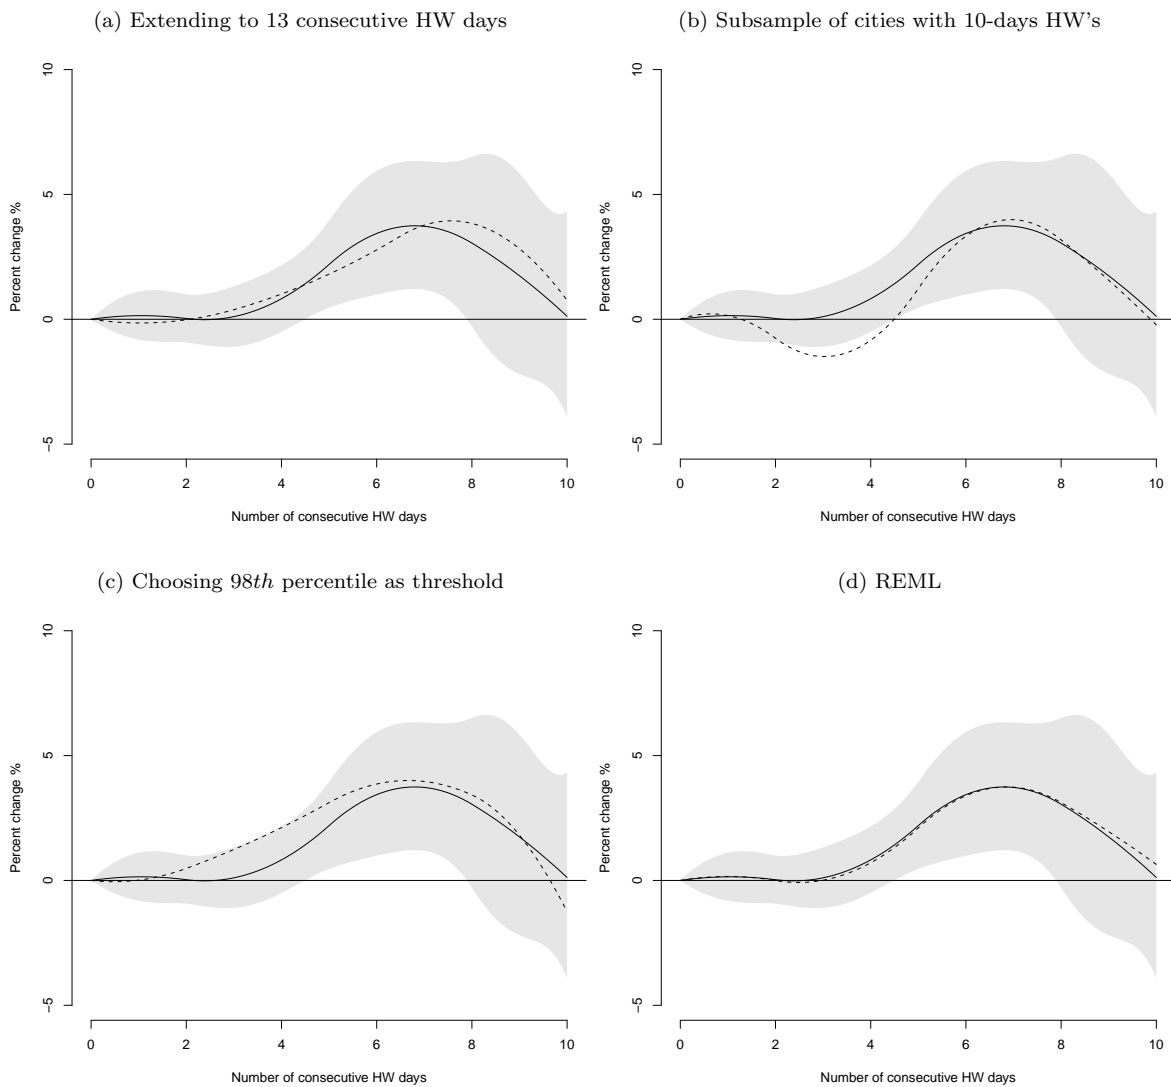 (a) Extending to 13 consecutive HW days
10
5
0
−5
Percent change %
0 2 4 6 8 10
Number of consecutive HW days
(b) Subsample of cities with 10-days HW's
10
5
0
−5
Percent change %
0 2 4 6 8 10
Number of consecutive HW days
(c) Choosing 98th percentile as threshold
10
5
0
−5
Percent change %
0 2 4 6 8 10
Number of consecutive HW days
(d) REML
10
5
0
−5
Percent change %
0 2 4 6 8 10
Number of consecutive HW days